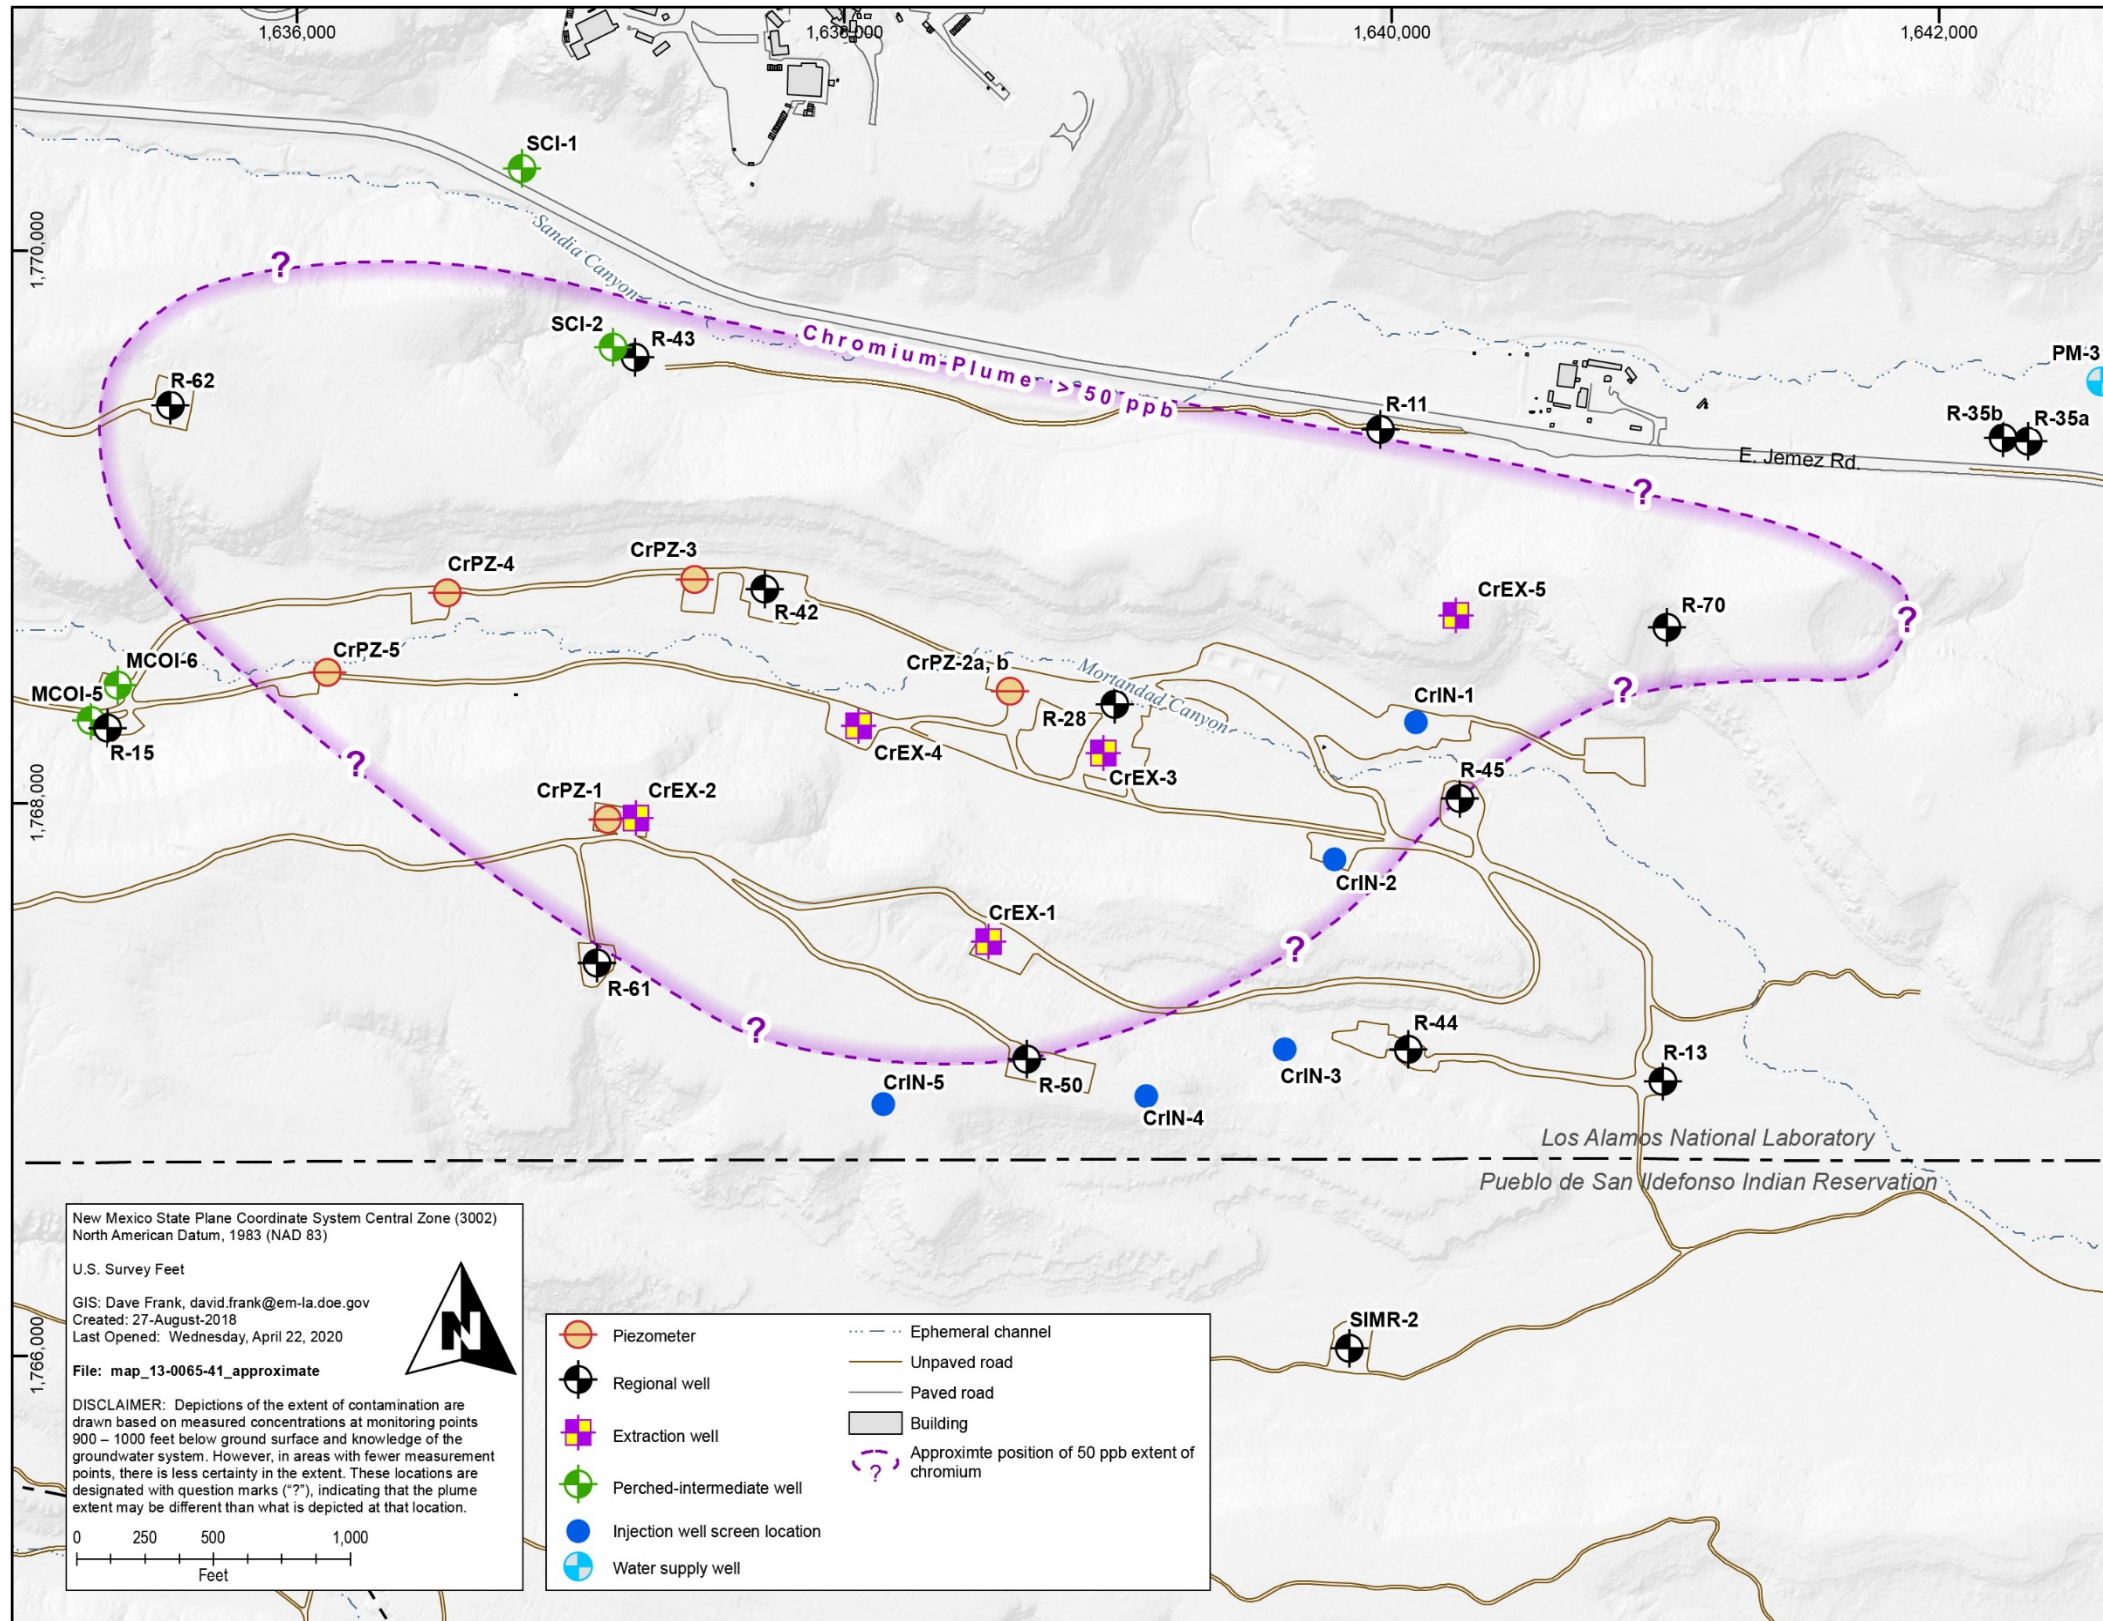 1,636,000
1,638,000
1,640,000
1,642,000
SCI-1
1,770,000
Sandia Canyon
?
SCI-2
R-43
Chromium Plume > 50 ppb
PM-3
R-62
R-11
R-35b
R-35a
E. Jemez Rd.
?
CrPZ-4
CrPZ-3
R-42
CrEX-5
R-70
?
MCOI-6
CrPZ-5
CrPZ-2a, b
Mortandad Canyon
?
MCOI-5
R-28
CrIN-1
R-15
CrEX-4
?
CrEX-3
R-45
1,768,000
CrPZ-1
CrEX-2
CrIN-2
CrEX-1
?
R-61
?
R-44
R-13
CrIN-5
R-50
CrIN-3
CrIN-4
Los Alamos National Laboratory
Pueblo de San Ildefonso Indian Reservation
1,766,000
SIMR-2
New Mexico State Plane Coordinate System Central Zone (3002)
North American Datum, 1983 (NAD 83)
U.S. Survey Feet
GIS: Dave Frank, david.frank@em-la.doe.gov
Created: 27-August-2018
Last Opened: Wednesday, April 22, 2020
File: map_13-0065-41_approximate
N
DISCLAIMER: Depictions of the extent of contamination are
drawn based on measured concentrations at monitoring points
900 – 1000 feet below ground surface and knowledge of the
groundwater system. However, in areas with fewer measurement
points, there is less certainty in the extent. These locations are
designated with question marks (“?”), indicating that the plume
extent may be different than what is depicted at that location.
0 250 500 1,000
Feet
Piezometer
Regional well
Extraction well
Perched-intermediate well
Injection well screen location
Water supply well
Ephemeral channel
Unpaved road
Paved road
Building
?
Approximte position of 50 ppb extent of
chromium